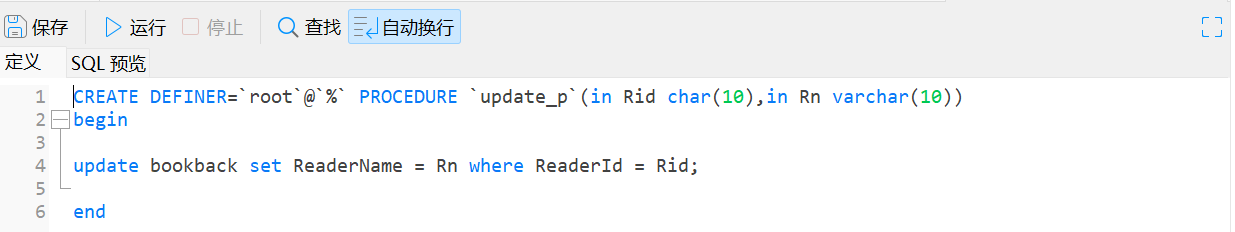 保存 运行 停止 查找 自动换行
定义 SQL 预览
1 CREATE DEFINER=`root`@`%` PROCEDURE `update_p`(in Rid char(10),in Rn varchar(10))
2 begin
3
4 update bookback set ReaderName = Rn where ReaderId = Rid;
5
6 end